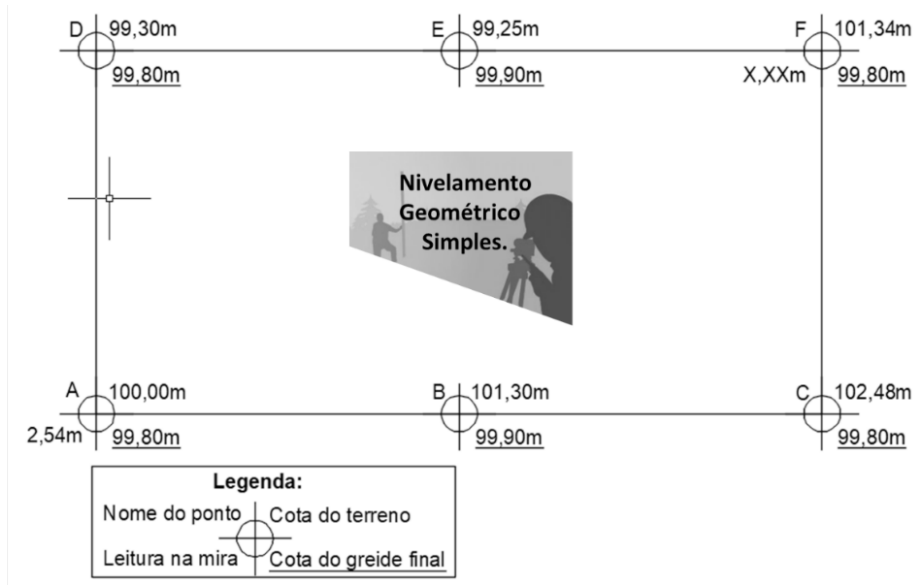 D 99,30m E 99,25m F 101,34m
99,80m 99,90m X,XXm 99,80m
Nivelamento
Geométrico
Simples.
A 100,00m B 101,30m C 102,48m
2,54m 99,80m 99,90m 99,80m
Legenda:
Nome do ponto Cota do terreno
Leitura na mira Cota do greide final